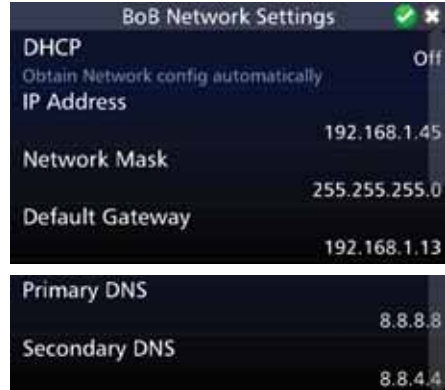 BoB Network Settings
DHCP
Off
Obtain Network config automatically
IP Address
192.168.1.45
Network Mask
255.255.255.0
Default Gateway
192.168.1.13
Primary DNS
8.8.8.8
Secondary DNS
8.8.4.4